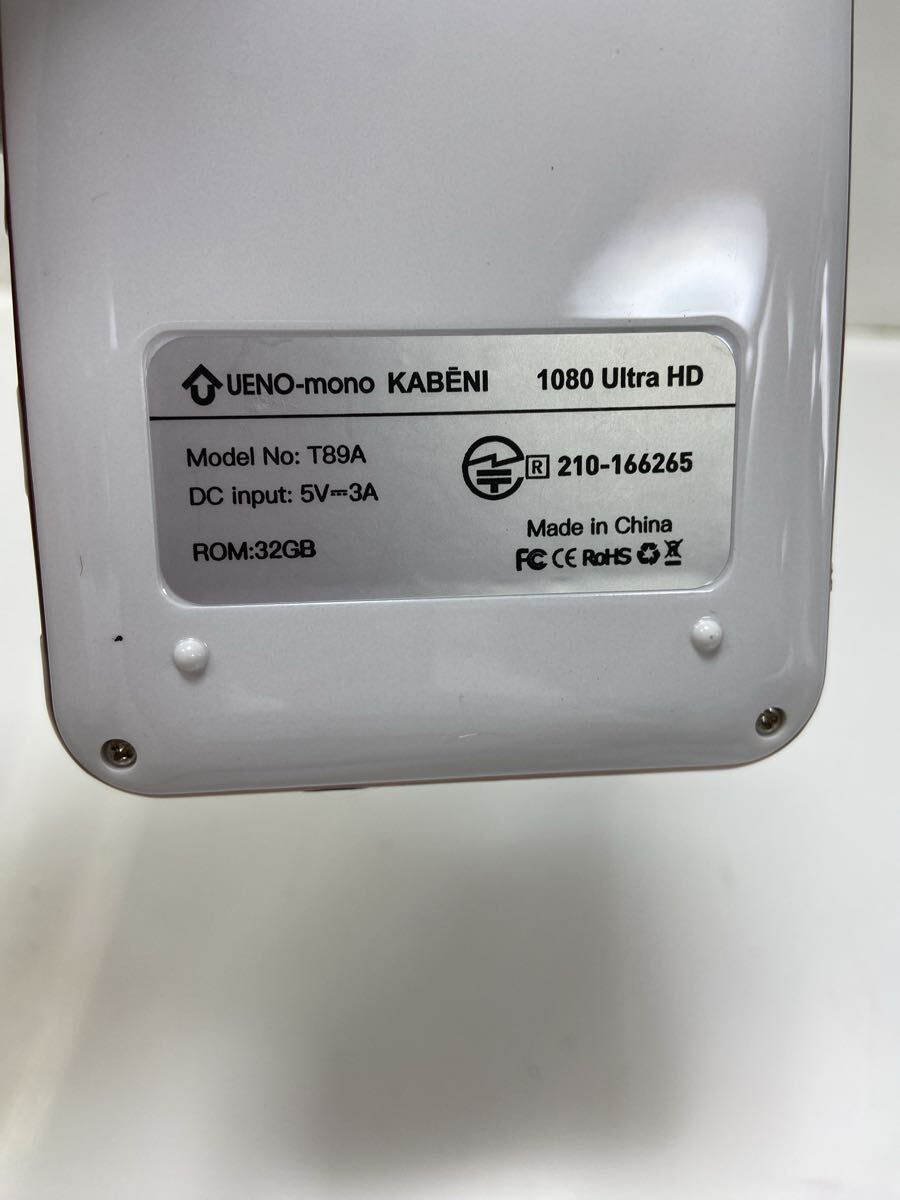 UENO-mono KABĒNI 1080 Ultra HD
Model No: T89A
R 210-166265
DC input: 5V⎓3A
Made in China
ROM:32GB
FC CE RoHS